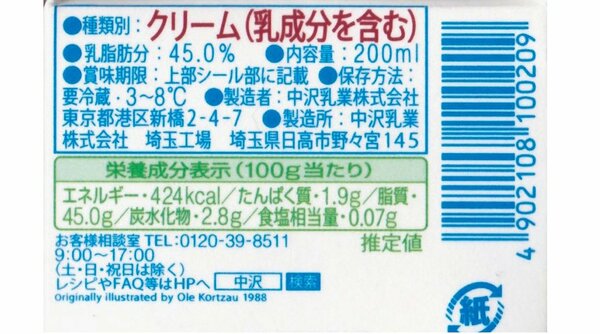 ●種類別:クリーム(乳成分を含む)
●乳脂肪分:45.0% ●内容量:200ml
●賞味期限:上部シール部に記載 ●保存方法:
要冷蔵・3~8℃ ●製造者:中沢乳業株式会社
東京都港区新橋2-4-7 ●製造所:中沢乳業
株式会社 埼玉工場 埼玉県日高市野々宮145
栄養成分表示(100g当たり)
エネルギー・424kcal/たんぱく質・1.9g/脂質・
45.0g/炭水化物・2.8g/食塩相当量・0.07g
お客様相談室 TEL:0120-39-8511 推定値
9:00~17:00
(土・日・祝日は除く)
レシピやFAQ等はHPへ 中沢 検索
Originally illustrated by Ole Kortzau 1988
4 902108 100209
紙